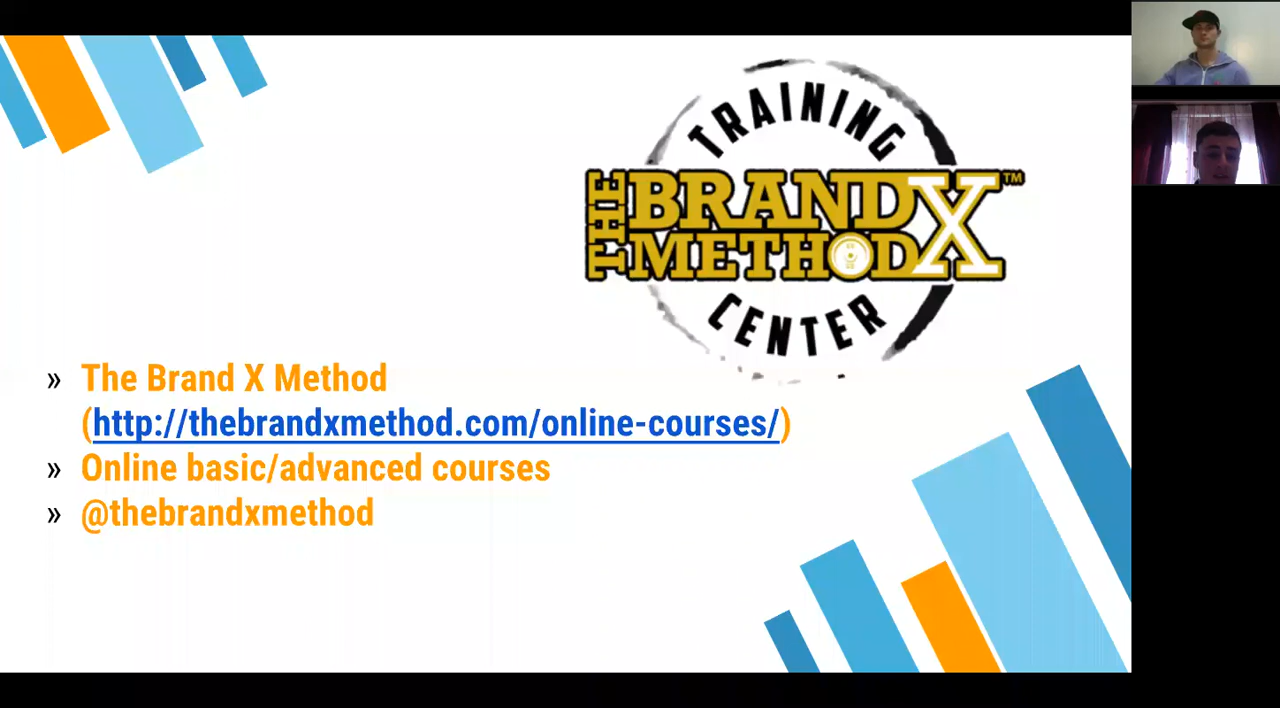 TRAINING
THE BRAND X ™
METHOD
CENTER
» The Brand X Method
(http://thebrandxmethod.com/online-courses/)
» Online basic/advanced courses
» @thebrandxmethod